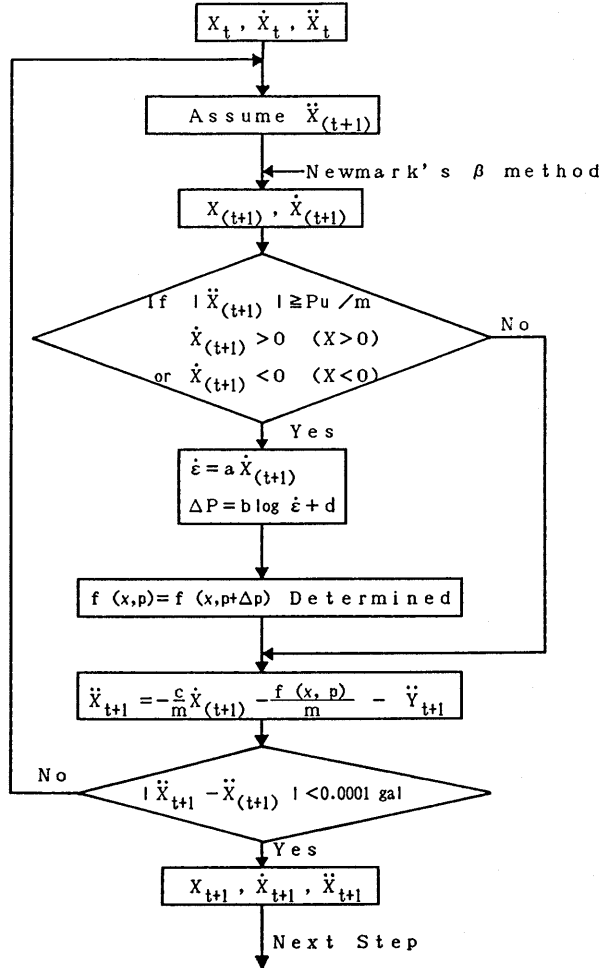 X_t , Ẋ_t , Ẍ_t
Assume Ẍ_(t+1)
Newmark's β method
X_(t+1) , Ẋ_(t+1)
If | Ẍ_(t+1) | ≧ Pu / m
Ẋ_(t+1) > 0 (X > 0)
or Ẋ_(t+1) < 0 (X < 0)
No
Yes
ε̇ = a Ẋ_(t+1)
ΔP = b log ε̇ + d
f (x,p) = f (x,p+Δp) Determined
Ẍ_t+1 = - c/m Ẋ_(t+1) - f (x, p)/m - Ÿ_t+1
No
| Ẍ_t+1 - Ẍ_(t+1) | < 0.0001 gal
Yes
X_t+1 , Ẋ_t+1 , Ẍ_t+1
Next Step